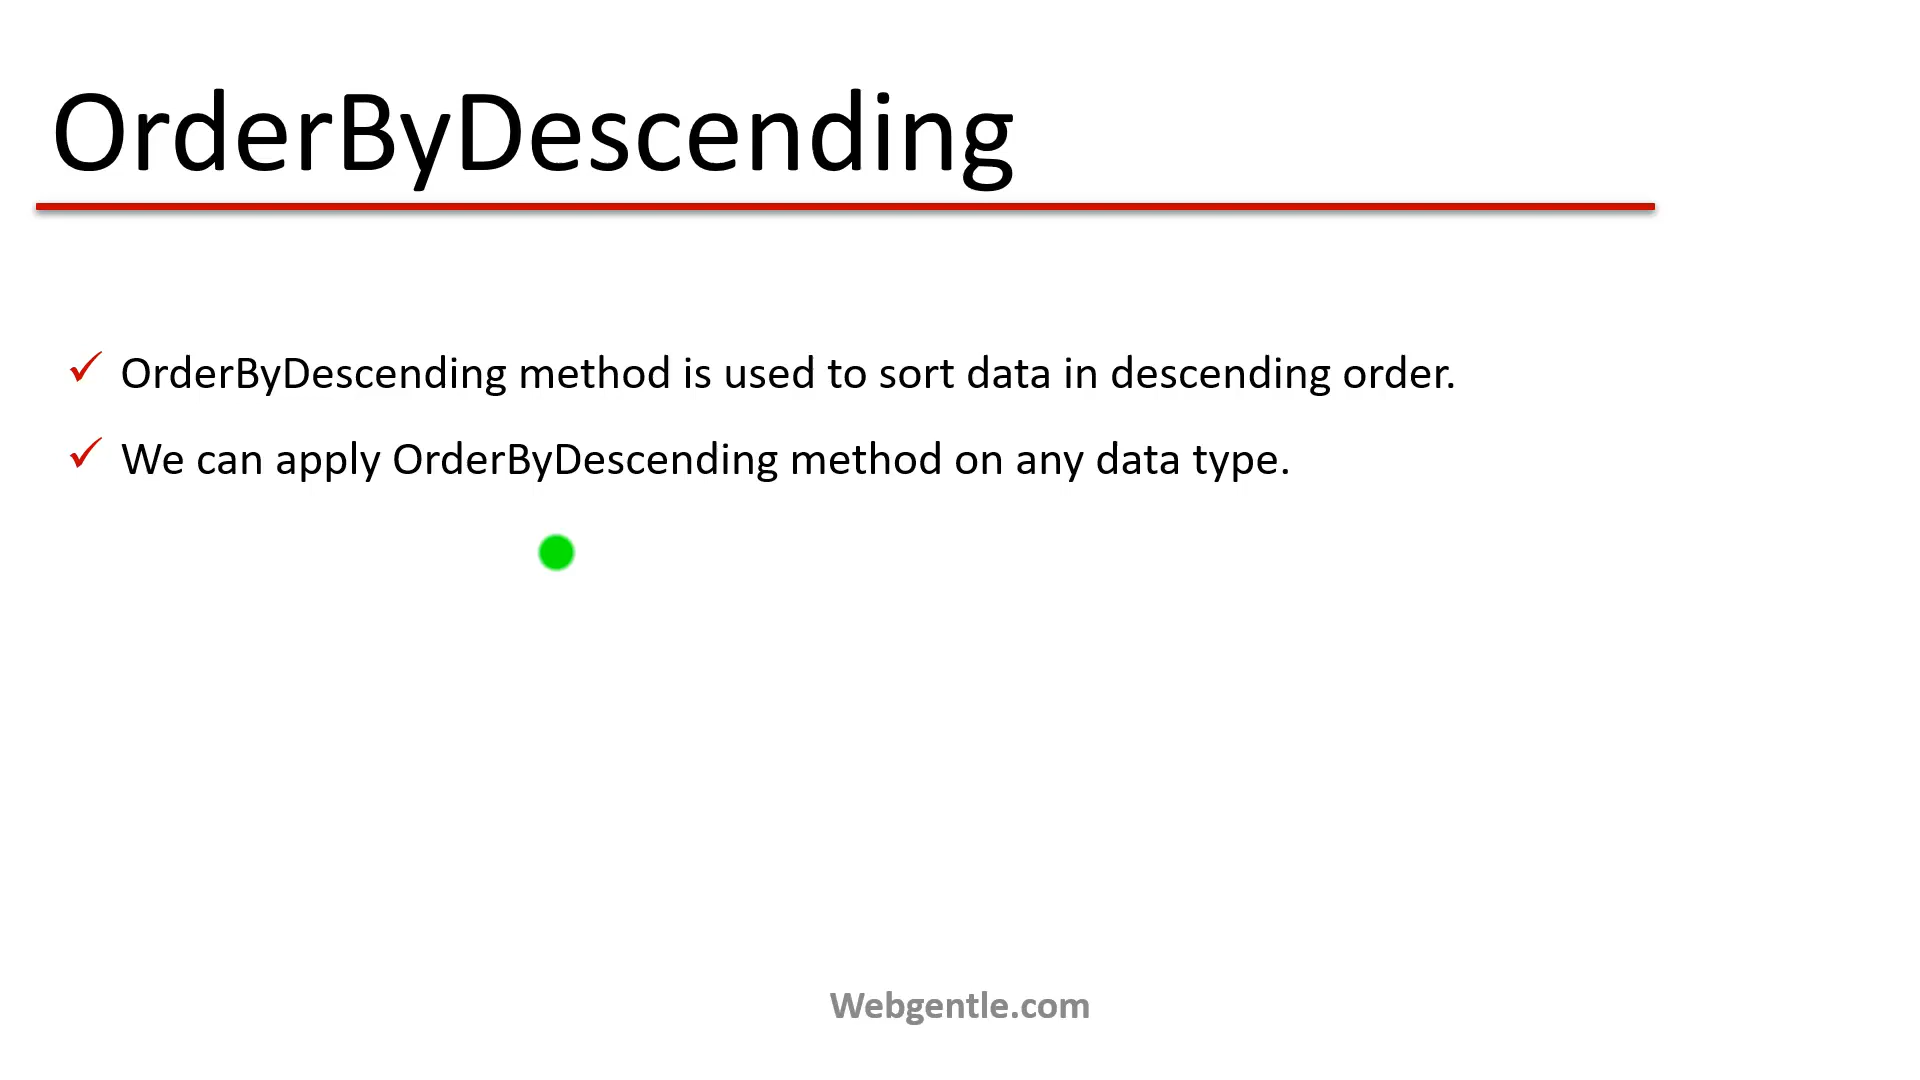 OrderByDescending
OrderByDescending method is used to sort data in descending order.
We can apply OrderByDescending method on any data type.
Webgentle.com